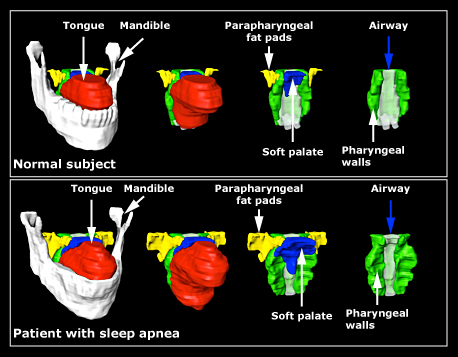 Tongue
Mandible
Parapharyngeal
fat pads
Airway
Soft palate
Pharyngeal
walls
Normal subject
Tongue
Mandible
Parapharyngeal
fat pads
Airway
Soft
palate
Pharyngeal
walls
Patient with sleep apnea